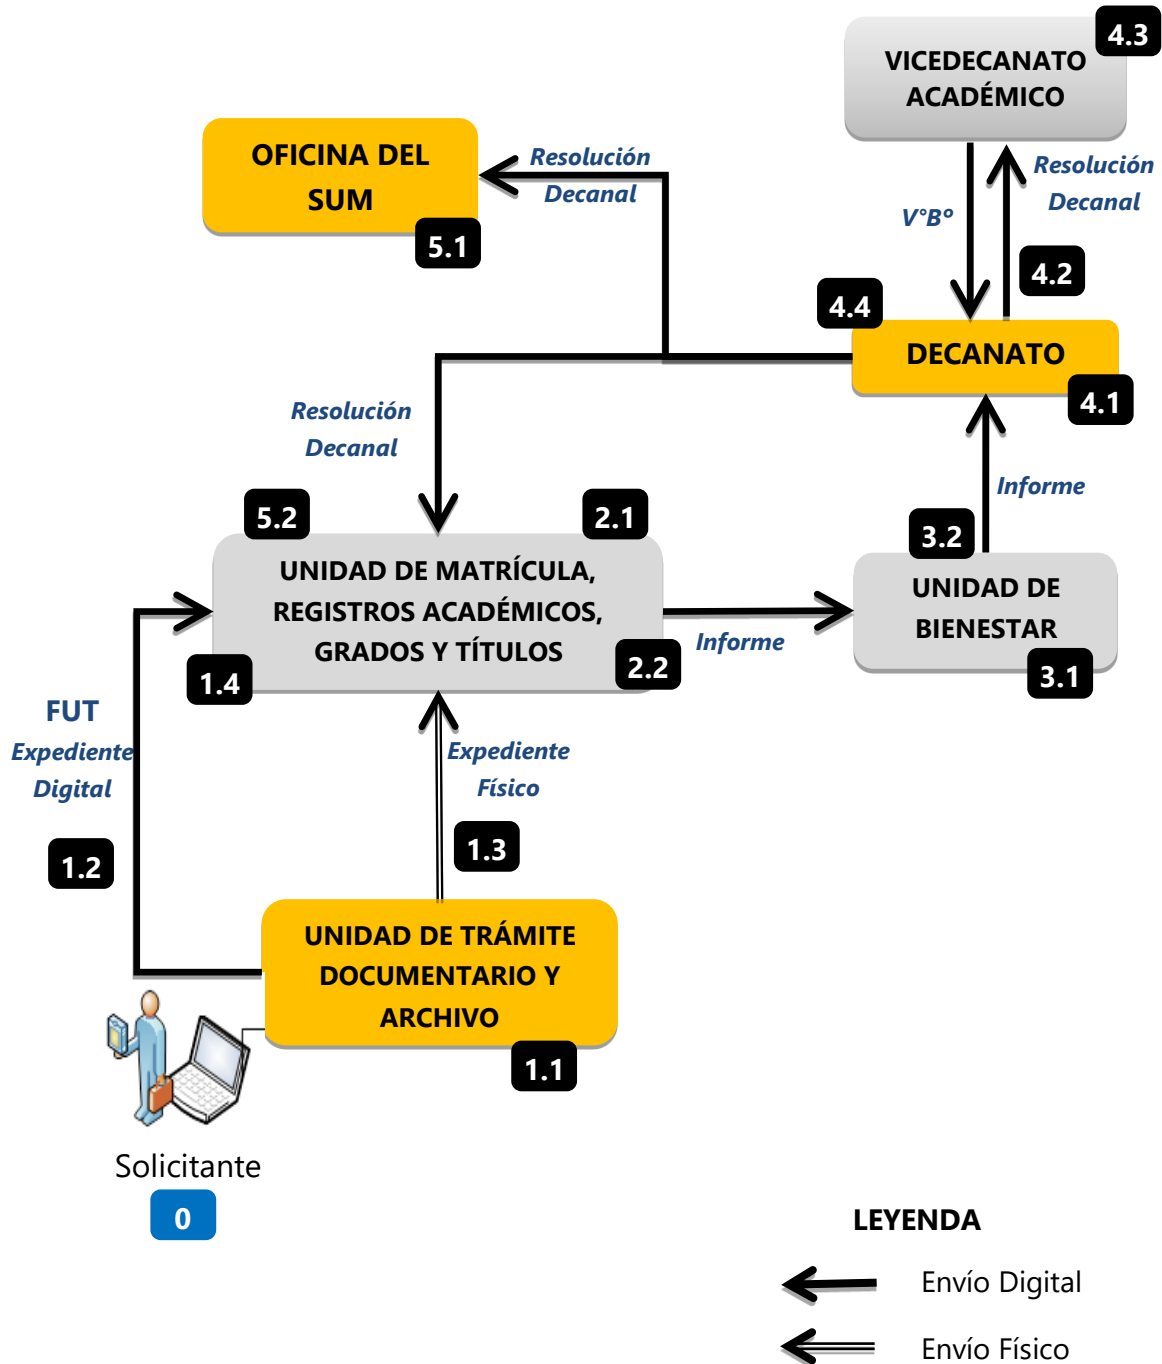 4.3
VICEDECANATO
ACADÉMICO
OFICINA DEL
SUM
5.1
Resolución
Decanal
V°Bº
Resolución
Decanal
4.2
4.4
DECANATO
4.1
Resolución
Decanal
Informe
5.2
2.1
3.2
UNIDAD DE MATRÍCULA,
REGISTROS ACADÉMICOS,
GRADOS Y TÍTULOS
1.4
2.2
Informe
UNIDAD DE
BIENESTAR
3.1
FUT
Expediente
Digital
1.2
Expediente
Físico
1.3
UNIDAD DE TRÁMITE
DOCUMENTARIO Y
ARCHIVO
1.1
Solicitante
0
LEYENDA
Envío Digital
Envío Físico